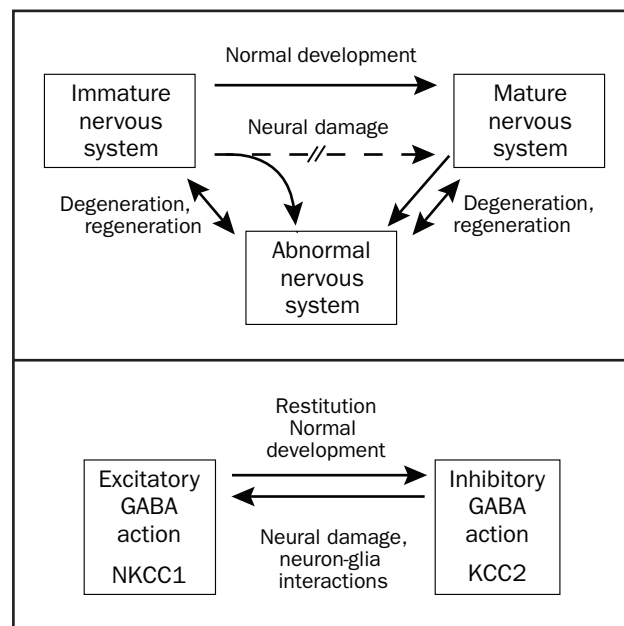 Normal development
Immature
nervous
system
Mature
nervous
system
Neural damage
Degeneration,
regeneration
Degeneration,
regeneration
Abnormal
nervous
system
Restitution
Normal
development
Excitatory
GABA
action
NKCC1
Inhibitory
GABA
action
KCC2
Neural damage,
neuron-glia
interactions